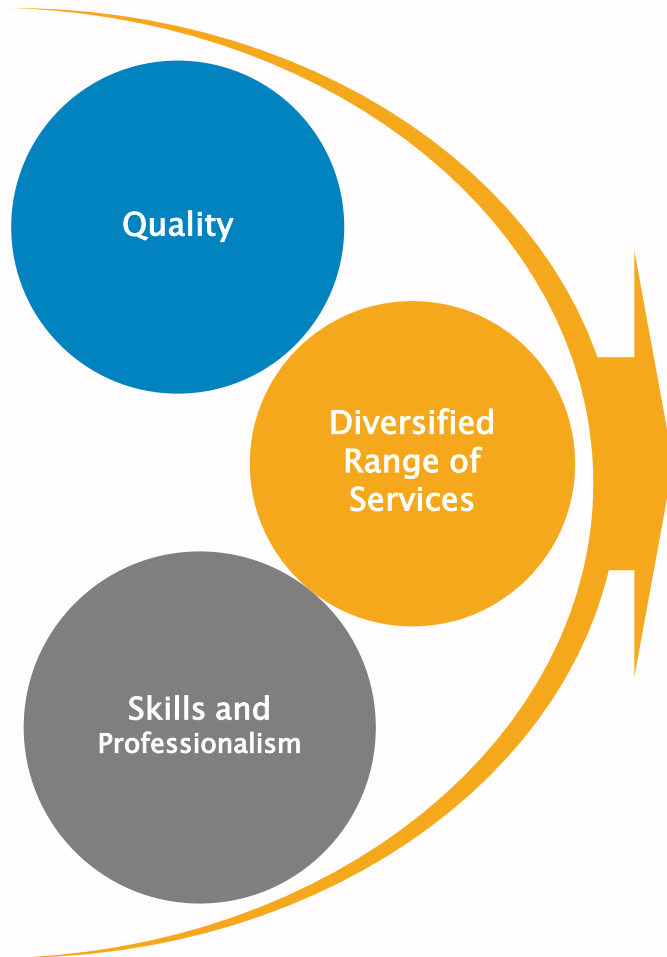 Quality
Diversified
Range of
Services
Skills and
Professionalism